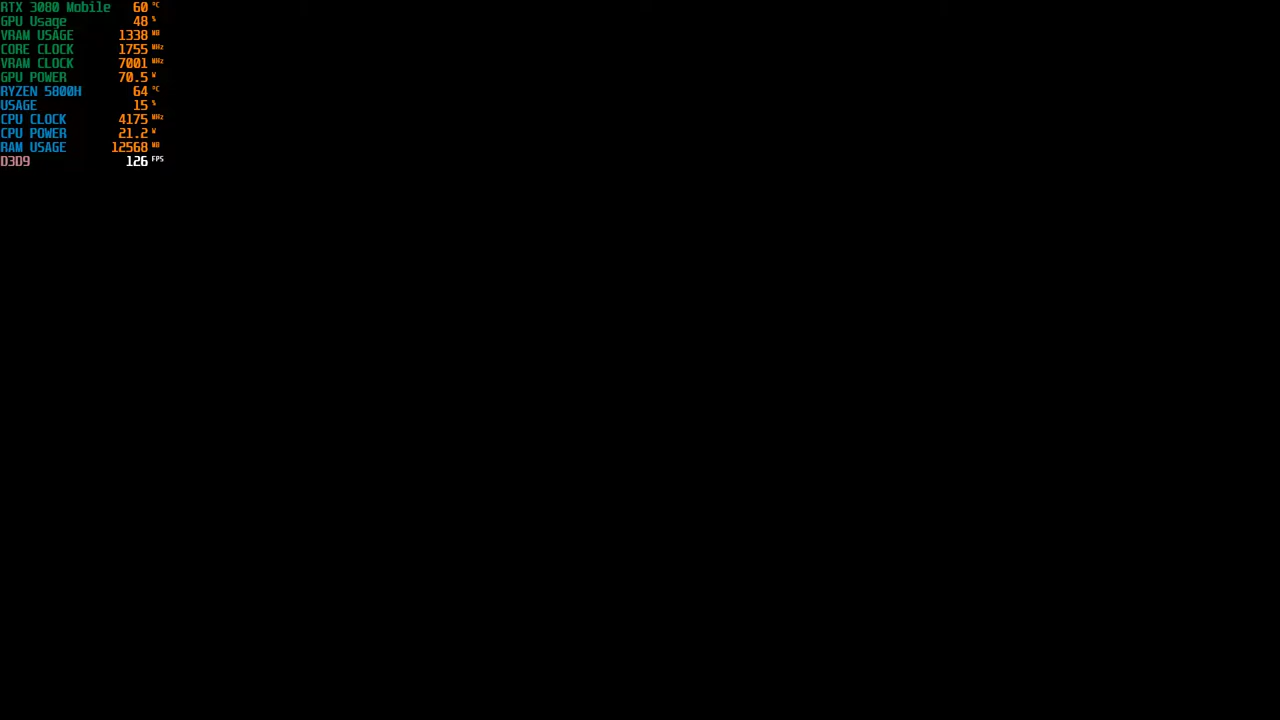 RTX 3080 Mobile 60 °C
GPU Usage 48 %
VRAM USAGE 1338 MB
CORE CLOCK 1755 MHz
VRAM CLOCK 7001 MHz
GPU POWER 70.5 W
RYZEN 5800H 64 °C
USAGE 15 %
CPU CLOCK 4175 MHz
CPU POWER 21.2 W
RAM USAGE 12568 MB
D3D9 126 FPS